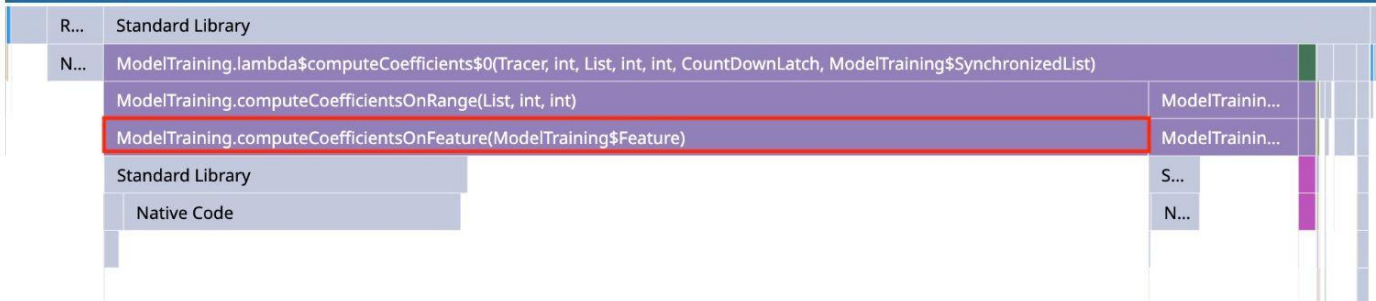 R... Standard Library
N... ModelTraining.lambda$computeCoefficients$0(Tracer, int, List, int, int, CountDownLatch, ModelTraining$SynchronizedList)
ModelTraining.computeCoefficientsOnRange(List, int, int) ModelTrainin...
ModelTraining.computeCoefficientsOnFeature(ModelTraining$Feature) ModelTrainin...
Standard Library S...
Native Code N...